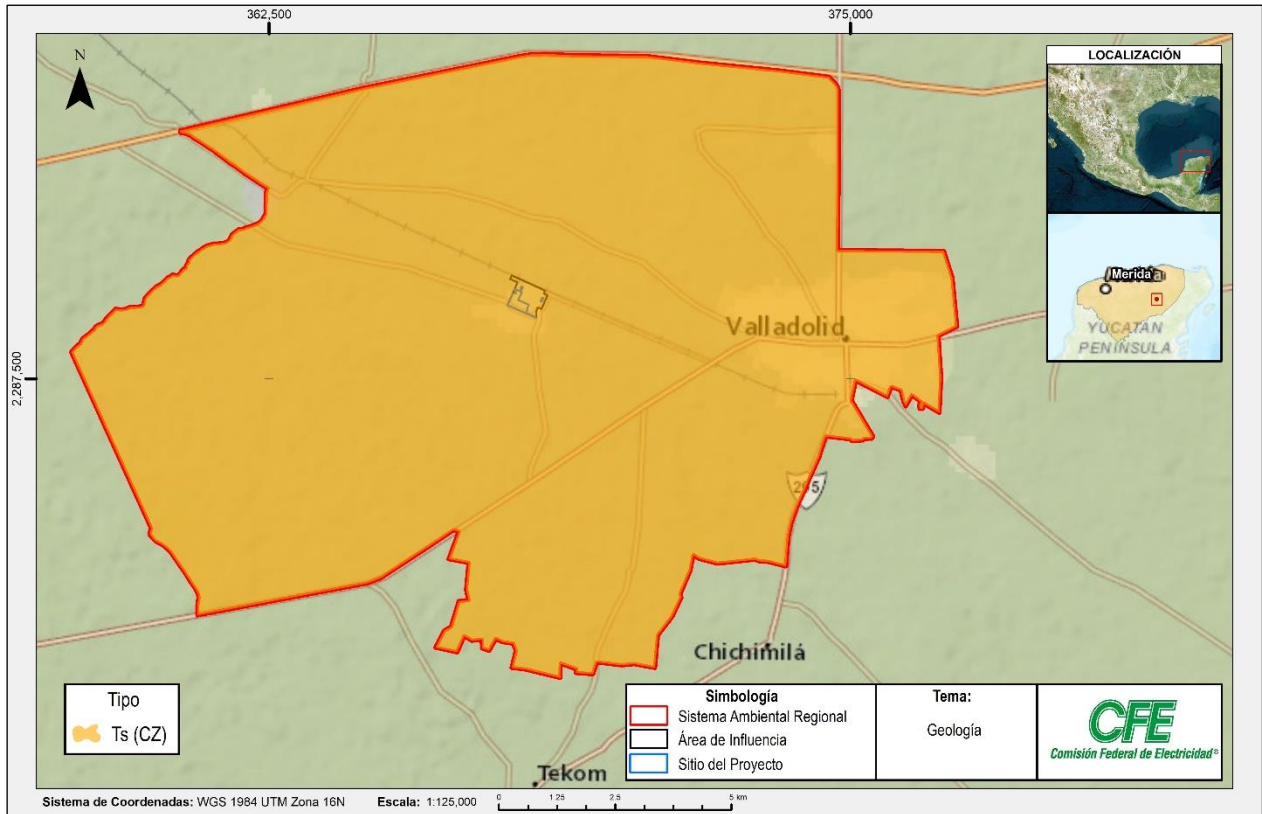 362,500
375,000
N
LOCALIZACIÓN
Merida
YUCATAN
PENINSULA
Valladolid
2,287,500
295
Chichimilá
Tekom
Tipo
Ts (CZ)
Simbología
Sistema Ambiental Regional
Área de Influencia
Sitio del Proyecto
Tema:
Geología
CFE
Comisión Federal de Electricidad®
Sistema de Coordenadas: WGS 1984 UTM Zona 16N Escala: 1:125,000
0 1.25 2.5 5 km